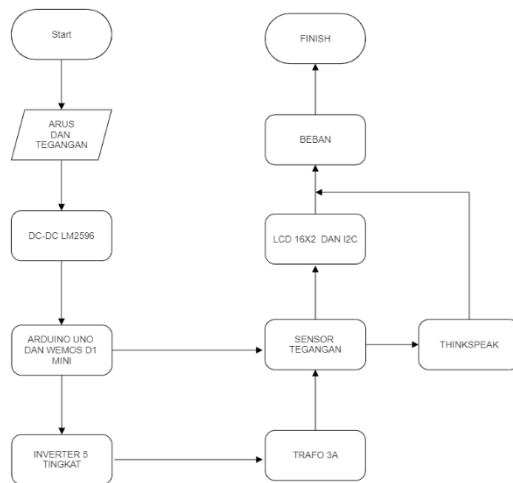 Start
ARUS
DAN
TEGANGAN
DC-DC LM2596
ARDUINO UNO
DAN WEMOS D1
MINI
INVERTER 5
TINGKAT
FINISH
BEBAN
LCD 16X2 DAN I2C
SENSOR
TEGANGAN
THINKSPEAK
TRAFO 3A